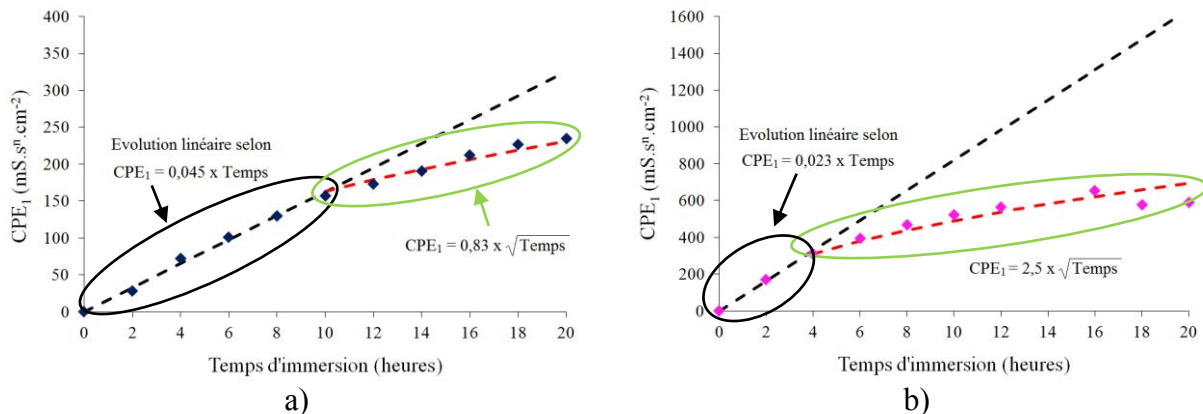 400
350
300
250
200
150
100
50
0
CPE₁ (mS.sⁿ.cm⁻²)
Evolution linéaire selon
CPE₁ = 0,045 x Temps
CPE₁ = 0,83 x √Temps
0 2 4 6 8 10 12 14 16 18 20
Temps d'immersion (heures)
a)
1600
1400
1200
1000
800
600
400
200
0
CPE₁ (mS.sⁿ.cm⁻²)
Evolution linéaire selon
CPE₁ = 0,023 x Temps
CPE₁ = 2,5 x √Temps
0 2 4 6 8 10 12 14 16 18 20
Temps d'immersion (heures)
b)